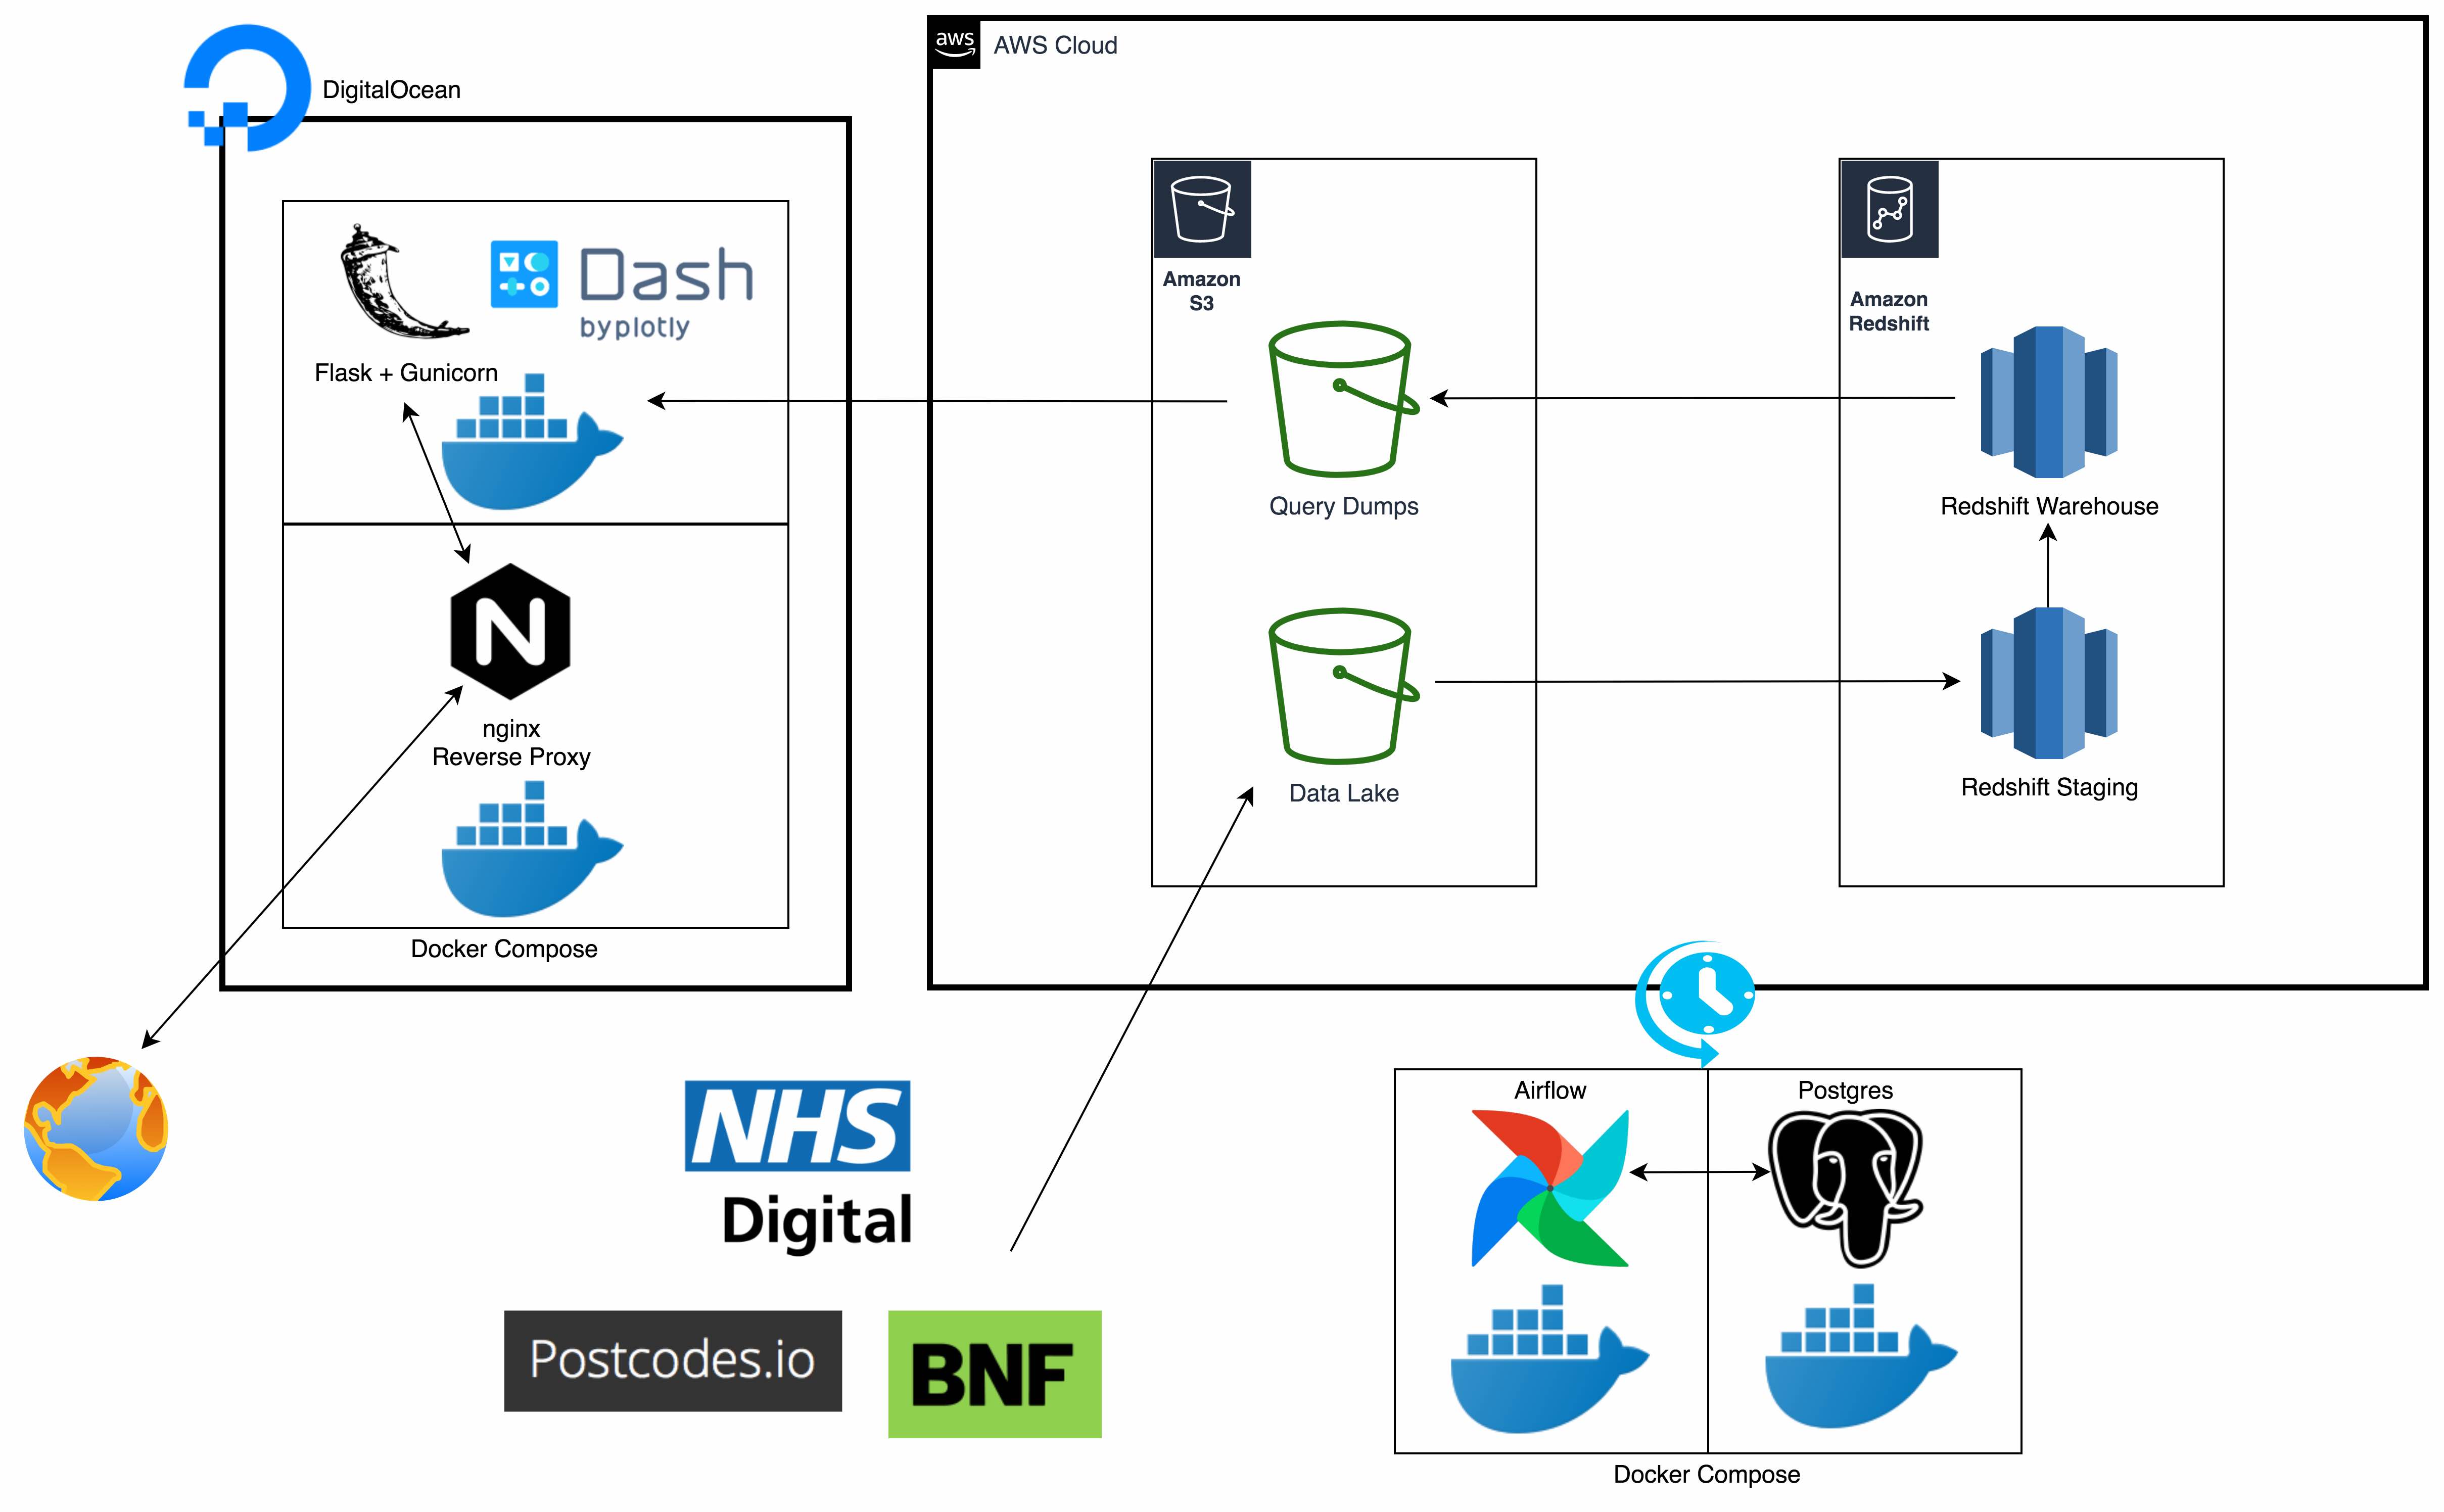 DigitalOcean
aws
AWS Cloud
Dash
by plotly
Flask + Gunicorn
N
nginx
Reverse Proxy
Docker Compose
Amazon
S3
Query Dumps
Data Lake
Amazon
Redshift
Redshift Warehouse
Redshift Staging
NHS
Digital
Postcodes.io
BNF
Airflow
Postgres
Docker Compose